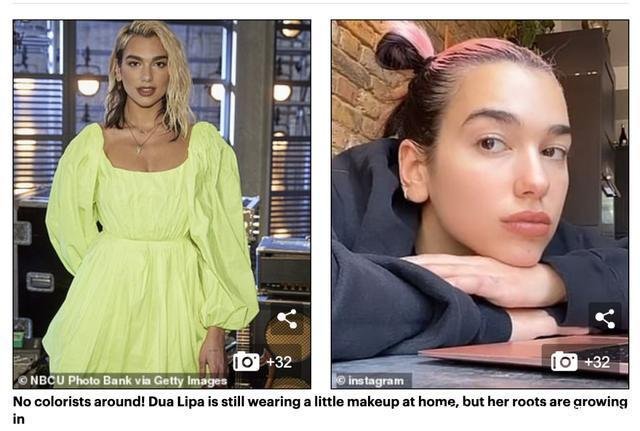 +32
+32
© NBCU Photo Bank via Getty Images
© instagram
No colorists around! Dua Lipa is still wearing a little makeup at home, but her roots are growing
in